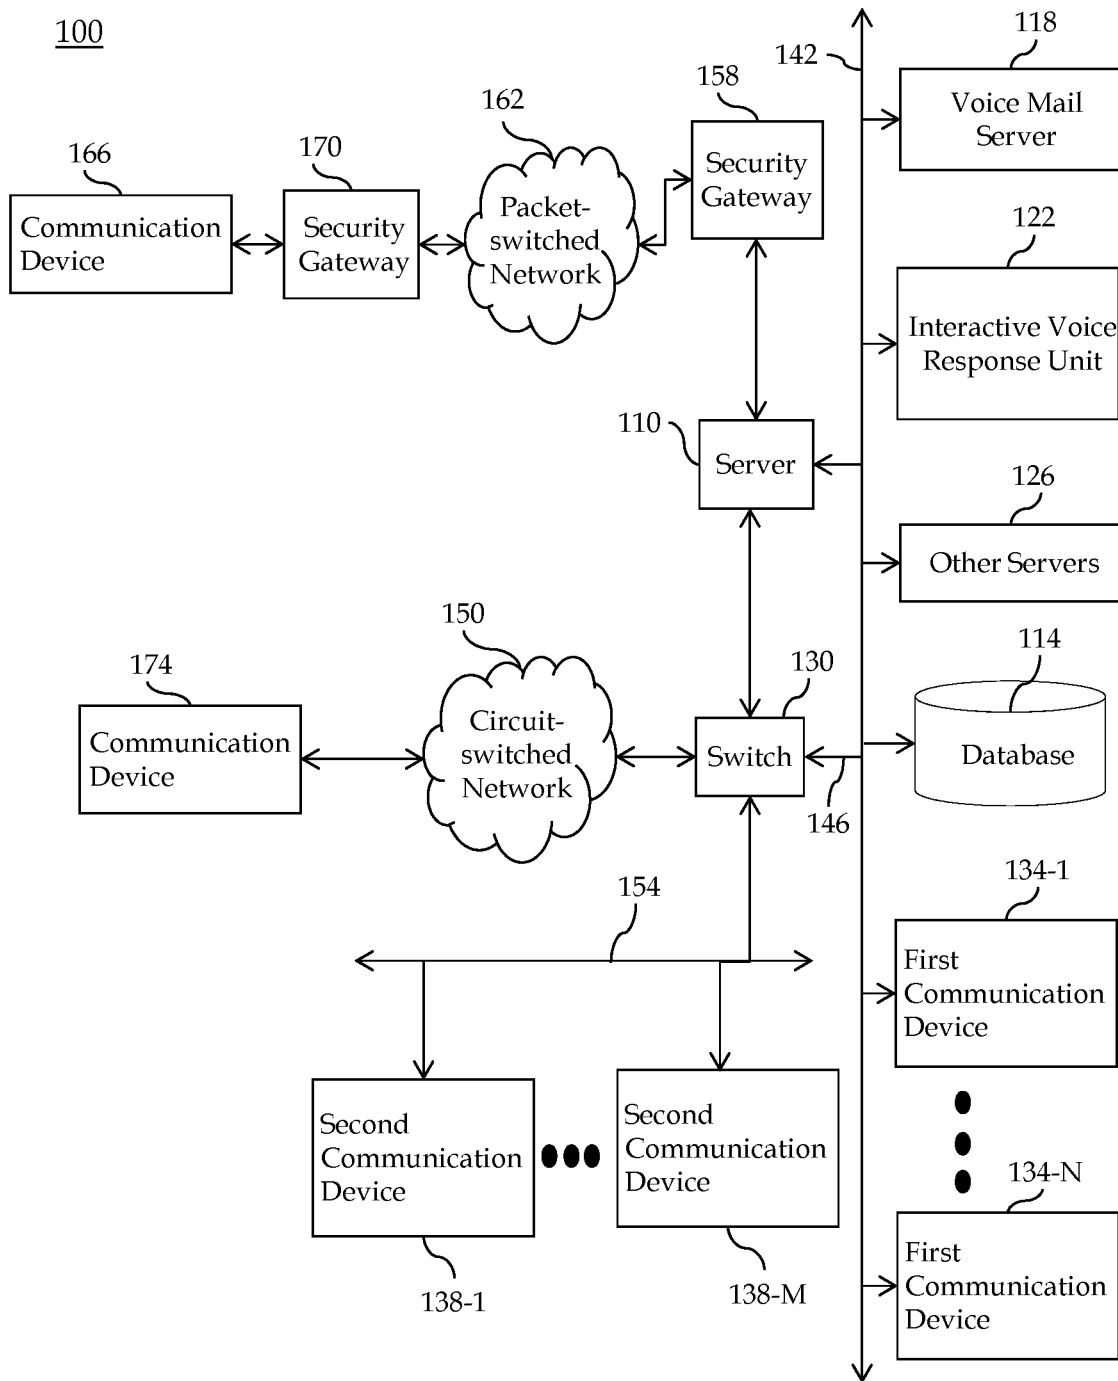 100
142
118
Voice Mail
Server
158
Security
Gateway
162
Packet-
switched
Network
170
Security
Gateway
166
Communication
Device
122
Interactive Voice
Response Unit
110
Server
126
Other Servers
150
Circuit-
switched
Network
174
Communication
Device
130
Switch
146
114
Database
154
134-1
First
Communication
Device
Second
Communication
Device
138-1
Second
Communication
Device
138-M
134-N
First
Communication
Device